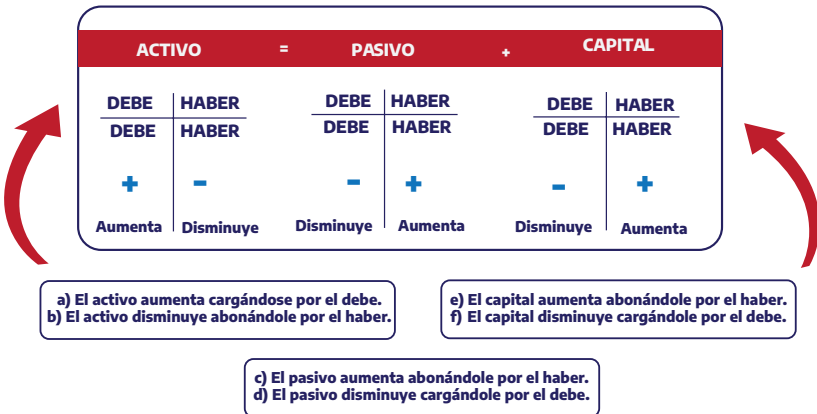 ACTIVO = PASIVO + CAPITAL
DEBE HABER DEBE HABER DEBE HABER
DEBE HABER DEBE HABER DEBE HABER
+ - - + - +
Aumenta Disminuye Disminuye Aumenta Disminuye Aumenta
a) El activo aumenta cargándose por el debe.
b) El activo disminuye abonándole por el haber.
e) El capital aumenta abonándole por el haber.
f) El capital disminuye cargándole por el debe.
c) El pasivo aumenta abonándole por el haber.
d) El pasivo disminuye cargándole por el debe.